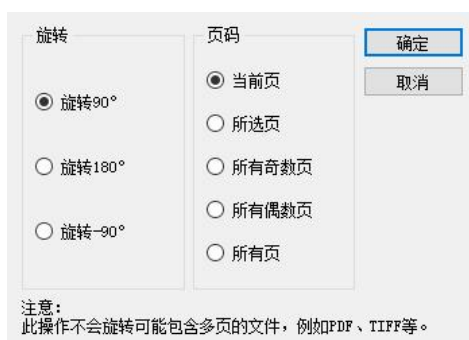 旋转
旋转90°
旋转180°
旋转-90°
页码
当前页
所选页
所有奇数页
所有偶数页
所有页
确定
取消
注意：
此操作不会旋转可能包含多页的文件，例如PDF、TIFF等。